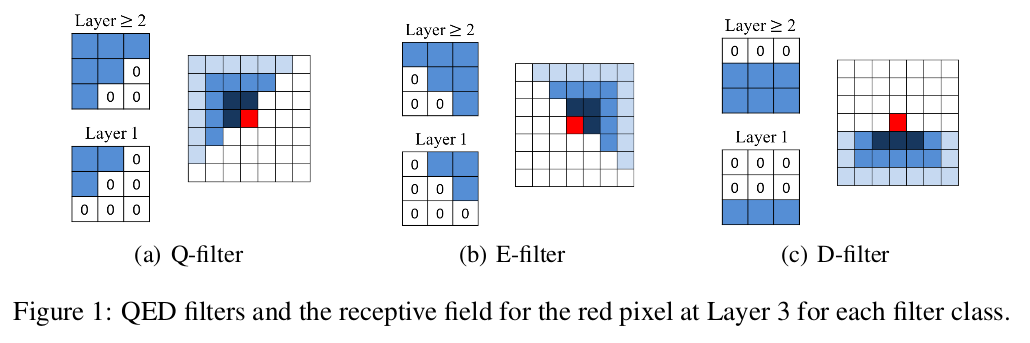 Layer ≥ 2
0
0 0
Layer 1
0
0 0
0 0 0
(a) Q-filter
Layer ≥ 2
0
0 0
Layer 1
0
0 0
0 0 0
(b) E-filter
Layer ≥ 2
0 0 0
Layer 1
0 0 0
0 0 0
(c) D-filter
Figure 1: QED filters and the receptive field for the red pixel at Layer 3 for each filter class.